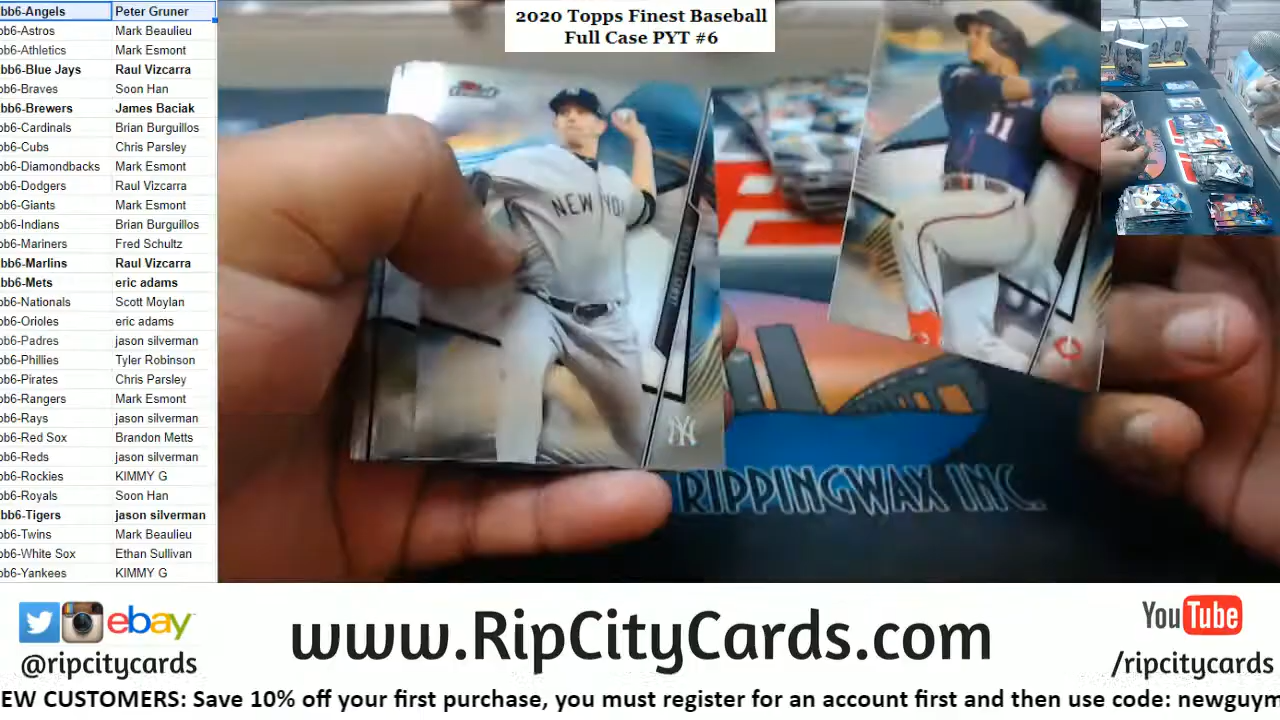 2020 Topps Finest Baseball
Full Case PYT #6
bb6-Angels Peter Gruner
bb6-Astros Mark Beaulieu
bb6-Athletics Mark Esmont
bb6-Blue Jays Raul Vizcarra
bb6-Braves Soon Han
bb6-Brewers James Baciak
bb6-Cardinals Brian Burguillos
bb6-Cubs Chris Parsley
bb6-Diamondbacks Mark Esmont
bb6-Dodgers Raul Vizcarra
bb6-Giants Mark Esmont
bb6-Indians Brian Burguillos
bb6-Mariners Fred Schultz
bb6-Marlins Raul Vizcarra
bb6-Mets eric adams
bb6-Nationals Scott Moylan
bb6-Orioles eric adams
bb6-Padres jason silverman
bb6-Phillies Tyler Robinson
bb6-Pirates Chris Parsley
bb6-Rangers Mark Esmont
bb6-Rays jason silverman
bb6-Red Sox Brandon Metts
bb6-Reds jason silverman
bb6-Rockies KIMMY G
bb6-Royals Soon Han
bb6-Tigers jason silverman
bb6-Twins Mark Beaulieu
bb6-White Sox Ethan Sullivan
bb6-Yankees KIMMY G
NEW YO
NY
11
C
RIPPINGWAX INC.
ebay
@ripcitycards
www.RipCityCards.com
YouTube
/ripcitycards
EW CUSTOMERS: Save 10% off your first purchase, you must register for an account first and then use code: newguym